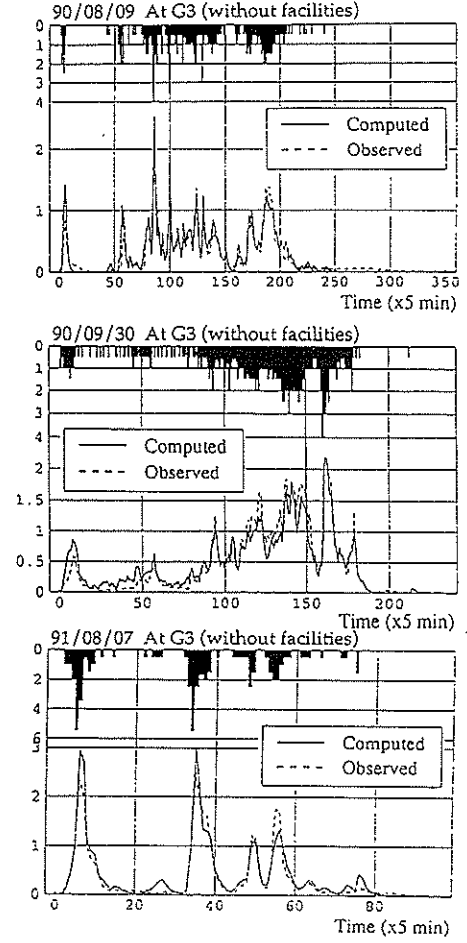 90/08/09 At G3 (without facilities)
0
1
2
3
4
Computed
Observed
2
1
0
0 50 100 150 200 250 300 350
Time (x5 min)
90/09/30 At G3 (without facilities)
0
1
2
3
4
Computed
Observed
2
1.5
1
0.5
0
0 50 100 150 200
Time (x5 min)
91/08/07 At G3 (without facilities)
0
2
4
6
3
Computed
Observed
2
1
0
0 20 40 60 80
Time (x5 min)